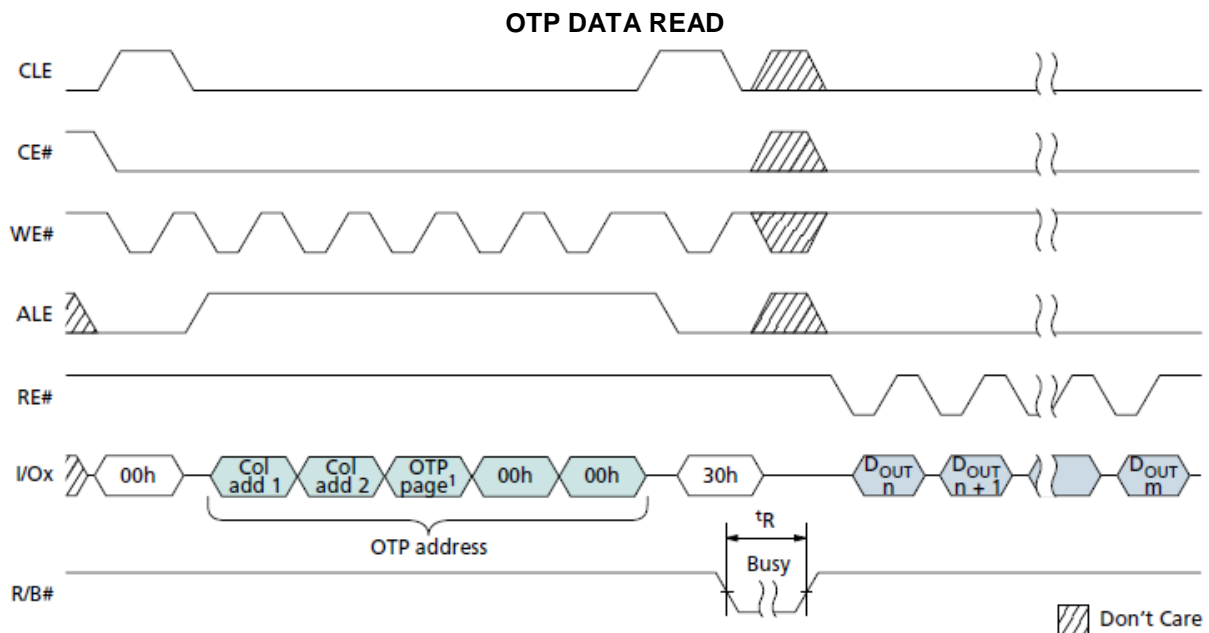 OTP DATA READ
CLE
CE#
WE#
ALE
RE#
I/Ox
00h
Col
add 1
Col
add 2
OTP
page¹
00h
00h
30h
DOUT
n
DOUT
n + 1
DOUT
m
OTP address
tR
Busy
R/B#
Don't Care